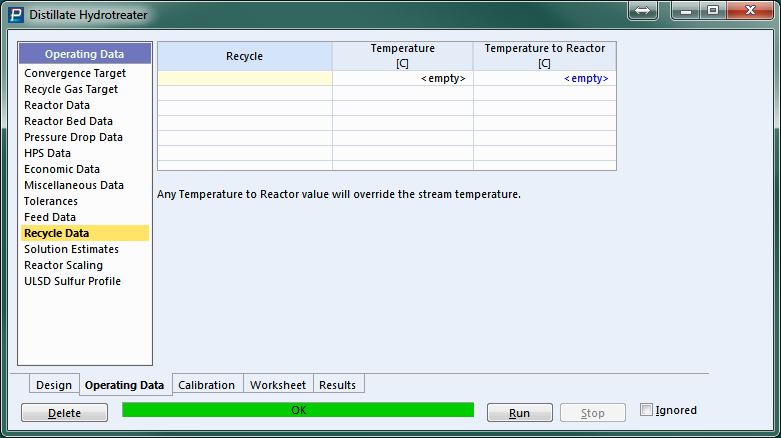 Distillate Hydrotreater
Operating Data
Convergence Target
Recycle Gas Target
Reactor Data
Reactor Bed Data
Pressure Drop Data
HPS Data
Economic Data
Miscellaneous Data
Tolerances
Feed Data
Recycle Data
Solution Estimates
Reactor Scaling
ULSD Sulfur Profile
Recycle
Temperature
[C]
Temperature to Reactor
[C]
<empty>
<empty>
Any Temperature to Reactor value will override the stream temperature.
Design
Operating Data
Calibration
Worksheet
Results
Delete
OK
Run
Stop
Ignored